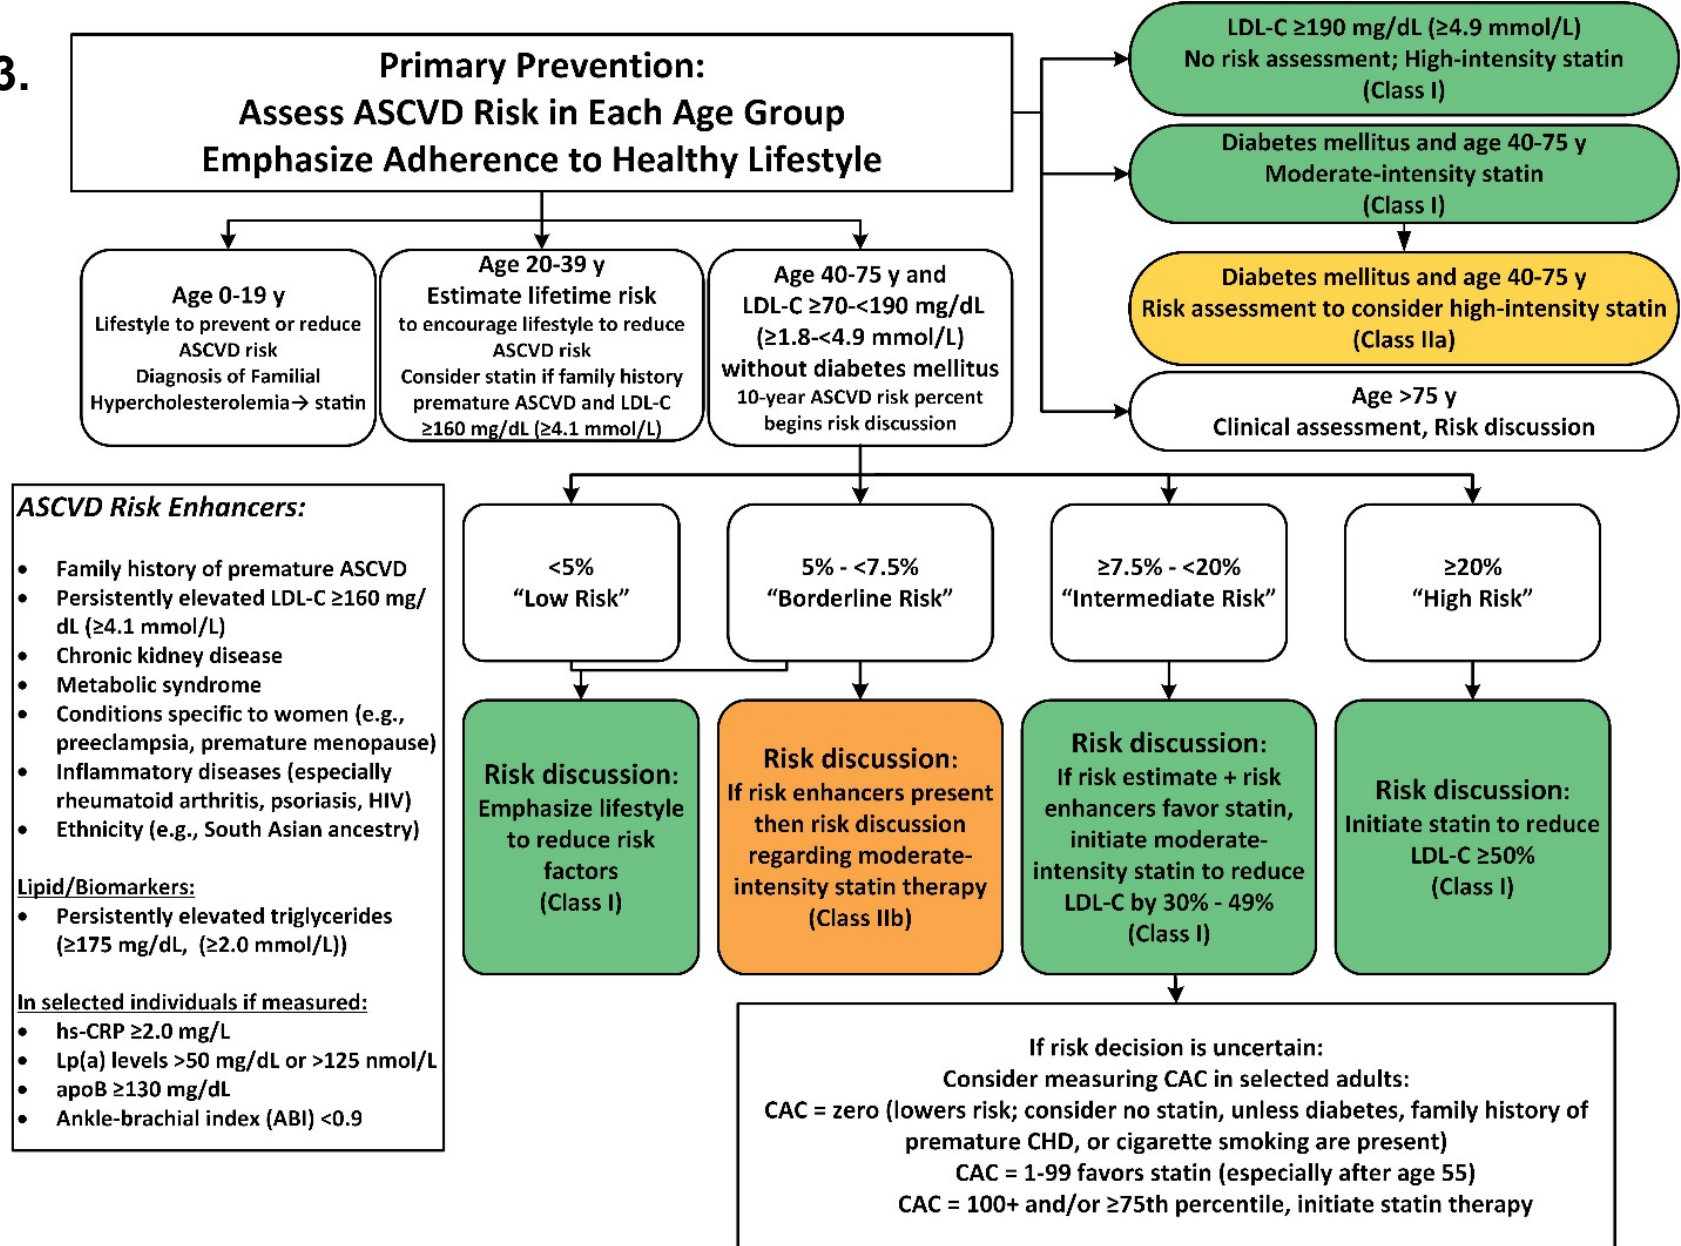 3.
Primary Prevention:
Assess ASCVD Risk in Each Age Group
Emphasize Adherence to Healthy Lifestyle
LDL-C ≥190 mg/dL (≥4.9 mmol/L)
No risk assessment; High-intensity statin
(Class I)
Diabetes mellitus and age 40-75 y
Moderate-intensity statin
(Class I)
Diabetes mellitus and age 40-75 y
Risk assessment to consider high-intensity statin
(Class IIa)
Age >75 y
Clinical assessment, Risk discussion
Age 0-19 y
Lifestyle to prevent or reduce
ASCVD risk
Diagnosis of Familial
Hypercholesterolemia→ statin
Age 20-39 y
Estimate lifetime risk
to encourage lifestyle to reduce
ASCVD risk
Consider statin if family history
premature ASCVD and LDL-C
≥160 mg/dL (≥4.1 mmol/L)
Age 40-75 y and
LDL-C ≥70-<190 mg/dL
(≥1.8-<4.9 mmol/L)
without diabetes mellitus
10-year ASCVD risk percent
begins risk discussion
ASCVD Risk Enhancers:
• Family history of premature ASCVD
• Persistently elevated LDL-C ≥160 mg/
dL (≥4.1 mmol/L)
• Chronic kidney disease
• Metabolic syndrome
• Conditions specific to women (e.g.,
preeclampsia, premature menopause)
• Inflammatory diseases (especially
rheumatoid arthritis, psoriasis, HIV)
• Ethnicity (e.g., South Asian ancestry)
Lipid/Biomarkers:
• Persistently elevated triglycerides
(≥175 mg/dL, (≥2.0 mmol/L))
In selected individuals if measured:
• hs-CRP ≥2.0 mg/L
• Lp(a) levels >50 mg/dL or >125 nmol/L
• apoB ≥130 mg/dL
• Ankle-brachial index (ABI) <0.9
<5%
“Low Risk”
5% - <7.5%
“Borderline Risk”
≥7.5% - <20%
“Intermediate Risk”
≥20%
“High Risk”
Risk discussion:
Emphasize lifestyle
to reduce risk
factors
(Class I)
Risk discussion:
If risk enhancers present
then risk discussion
regarding moderate-
intensity statin therapy
(Class IIb)
Risk discussion:
If risk estimate + risk
enhancers favor statin,
initiate moderate-
intensity statin to reduce
LDL-C by 30% - 49%
(Class I)
Risk discussion:
Initiate statin to reduce
LDL-C ≥50%
(Class I)
If risk decision is uncertain:
Consider measuring CAC in selected adults:
CAC = zero (lowers risk; consider no statin, unless diabetes, family history of
premature CHD, or cigarette smoking are present)
CAC = 1-99 favors statin (especially after age 55)
CAC = 100+ and/or ≥75th percentile, initiate statin therapy